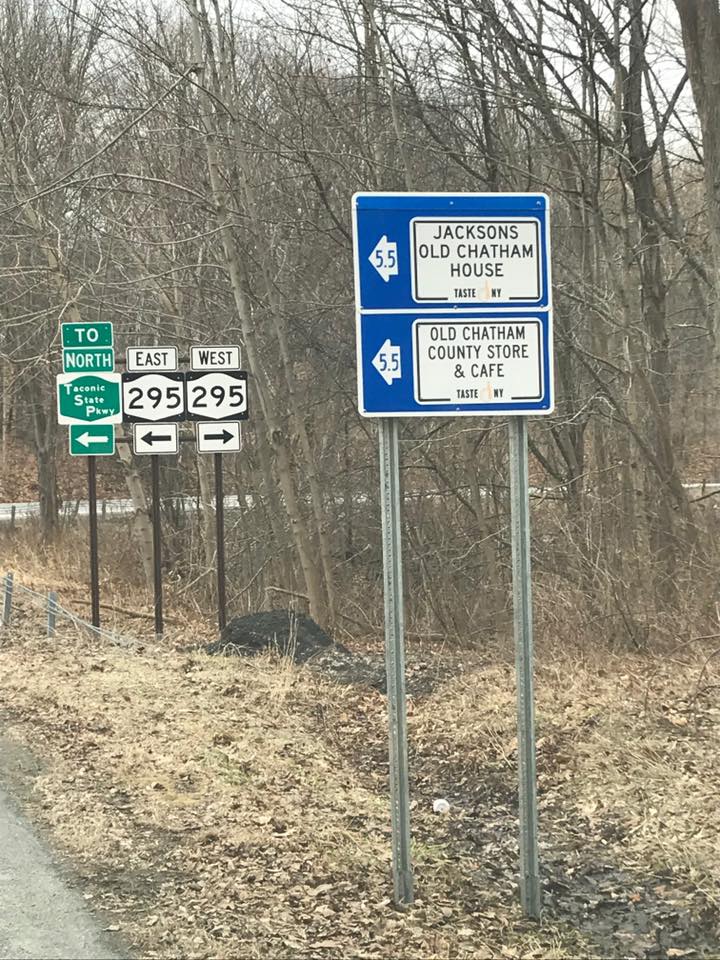 TO
NORTH
Taconic
State
Pkwy
EAST
295
WEST
295
5.5
JACKSONS
OLD CHATHAM
HOUSE
TASTE NY
5.5
OLD CHATHAM
COUNTY STORE
& CAFE
TASTE NY